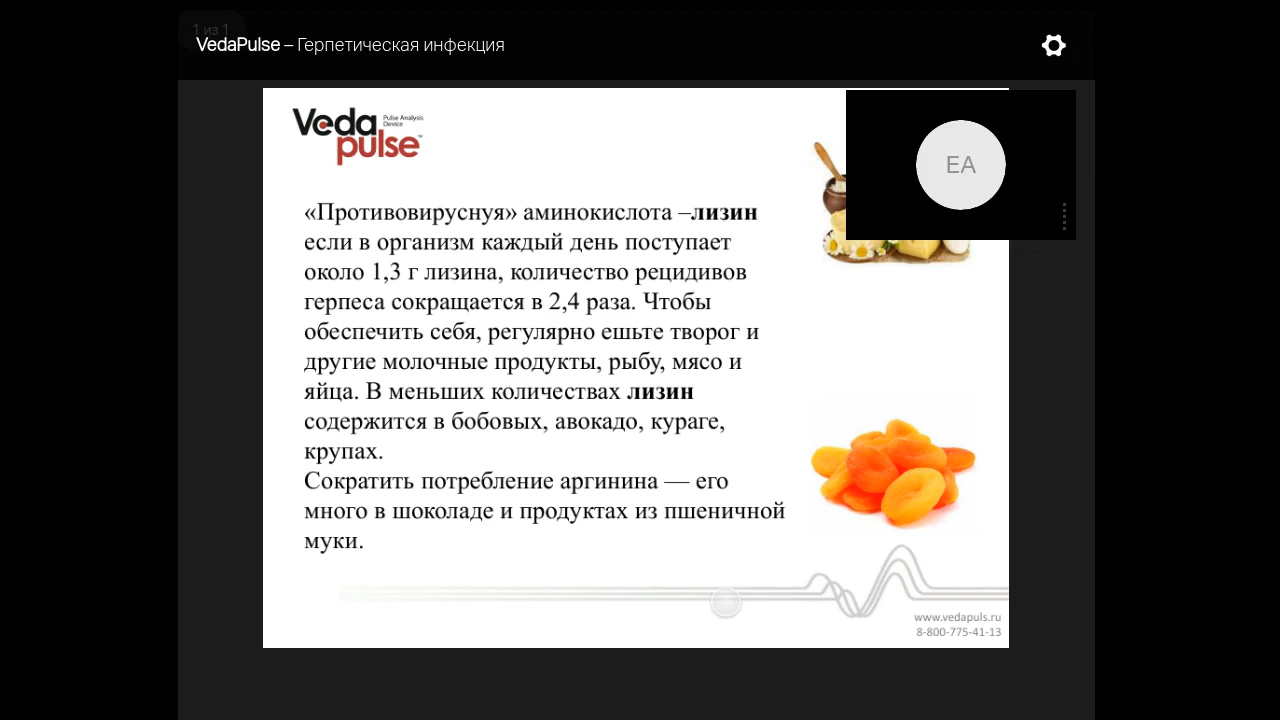 1 из 1
VedaPulse – Герпетическая инфекция
Veda Pulse Analysis
Device
pulse™
EA
«Противовируснуя» аминокислота –лизин
если в организм каждый день поступает
около 1,3 г лизина, количество рецидивов
герпеса сокращается в 2,4 раза. Чтобы
обеспечить себя, регулярно ешьте творог и
другие молочные продукты, рыбу, мясо и
яйца. В меньших количествах лизин
содержится в бобовых, авокадо, кураге,
крупах.
Сократить потребление аргинина — его
много в шоколаде и продуктах из пшеничной
муки.
www.vedapuls.ru
8-800-775-41-13